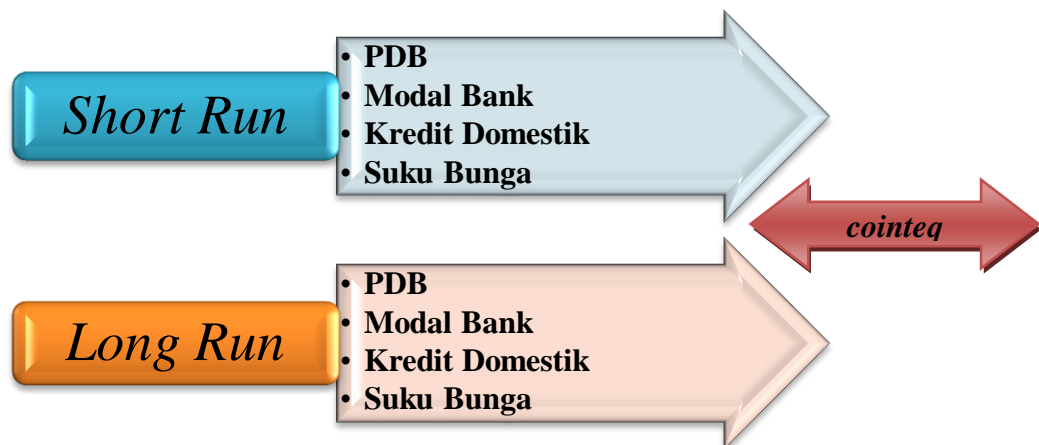 Short Run
• PDB
• Modal Bank
• Kredit Domestik
• Suku Bunga
cointeq
Long Run
• PDB
• Modal Bank
• Kredit Domestik
• Suku Bunga